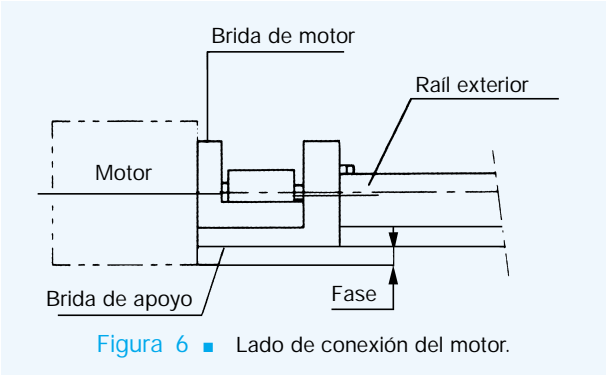 Brida de motor
Raíl exterior
Motor
Brida de apoyo
Fase
Figura 6 ■ Lado de conexión del motor.